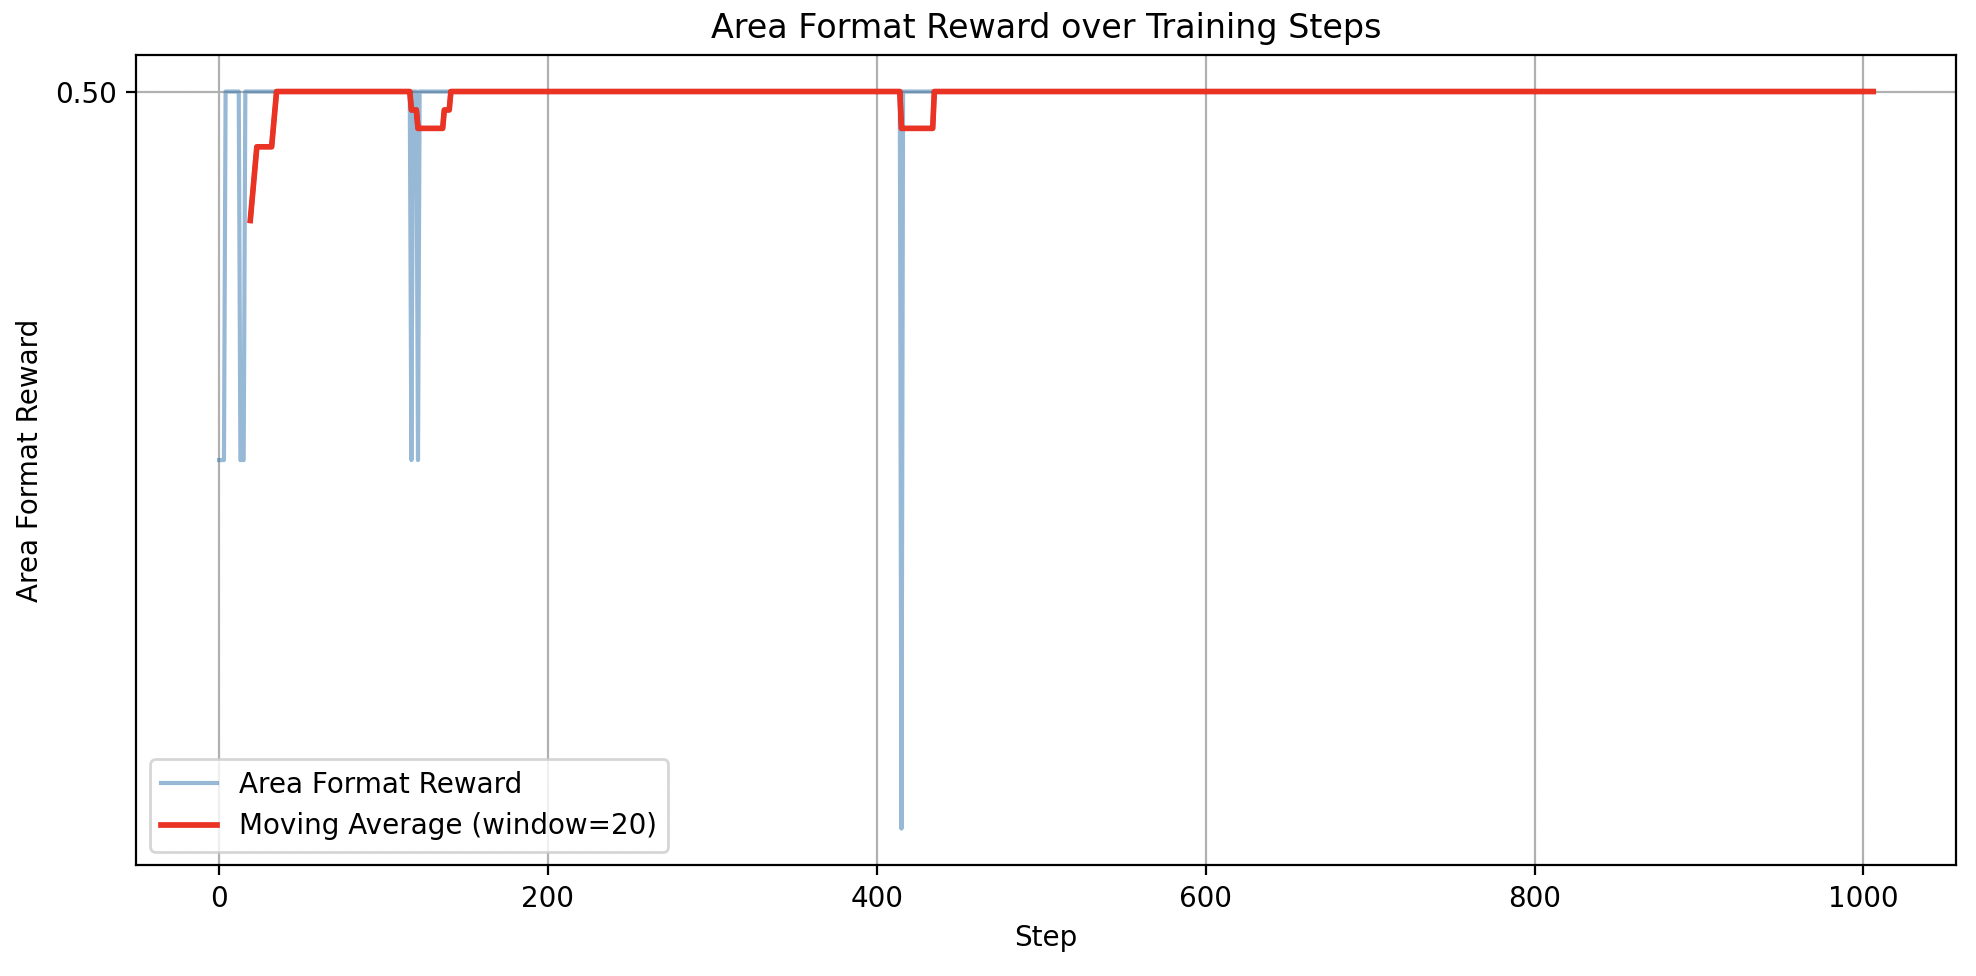 Area Format Reward over Training Steps
0.50
Area Format Reward
Area Format Reward
Moving Average (window=20)
0
200
400
600
800
1000
Step